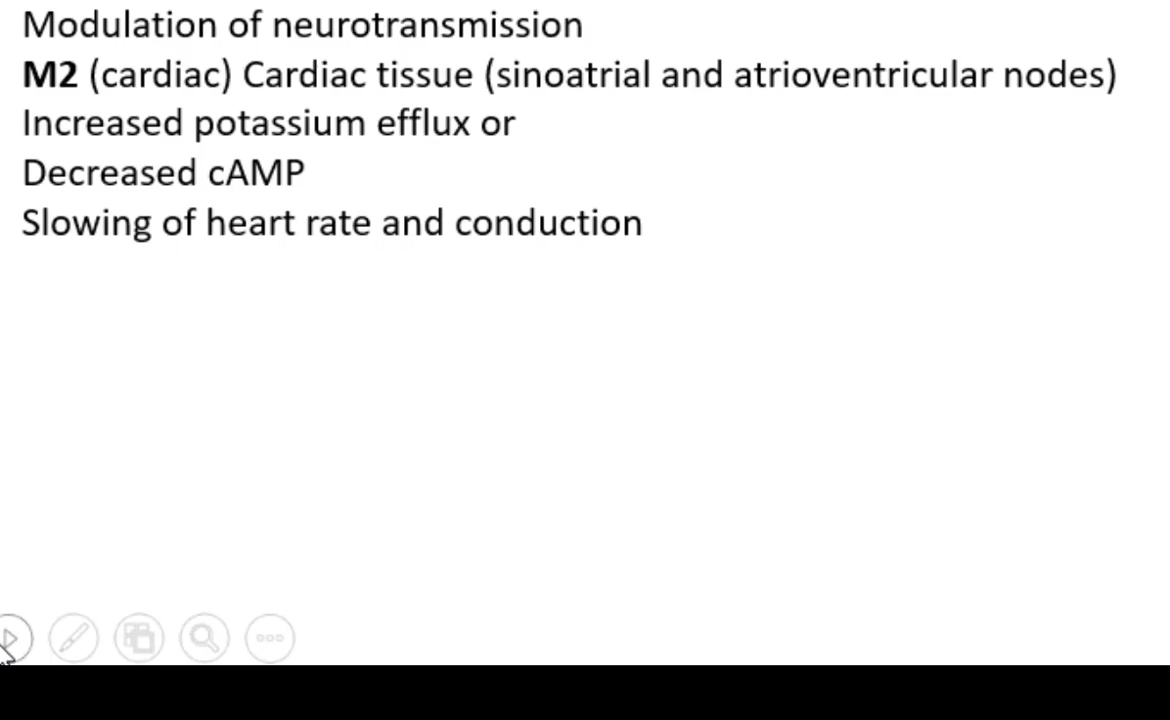 Modulation of neurotransmission
M2 (cardiac) Cardiac tissue (sinoatrial and atrioventricular nodes)
Increased potassium efflux or
Decreased cAMP
Slowing of heart rate and conduction